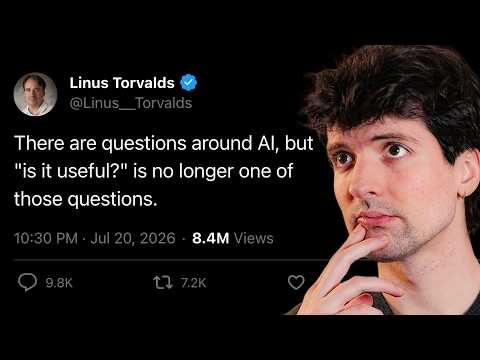 Linus Torvalds
@Linus__Torvalds
There are questions around AI, but
"is it useful?" is no longer one of
those questions.
10:30 PM · Jul 20, 2026 · 8.4M Views
9.8K
7.2K